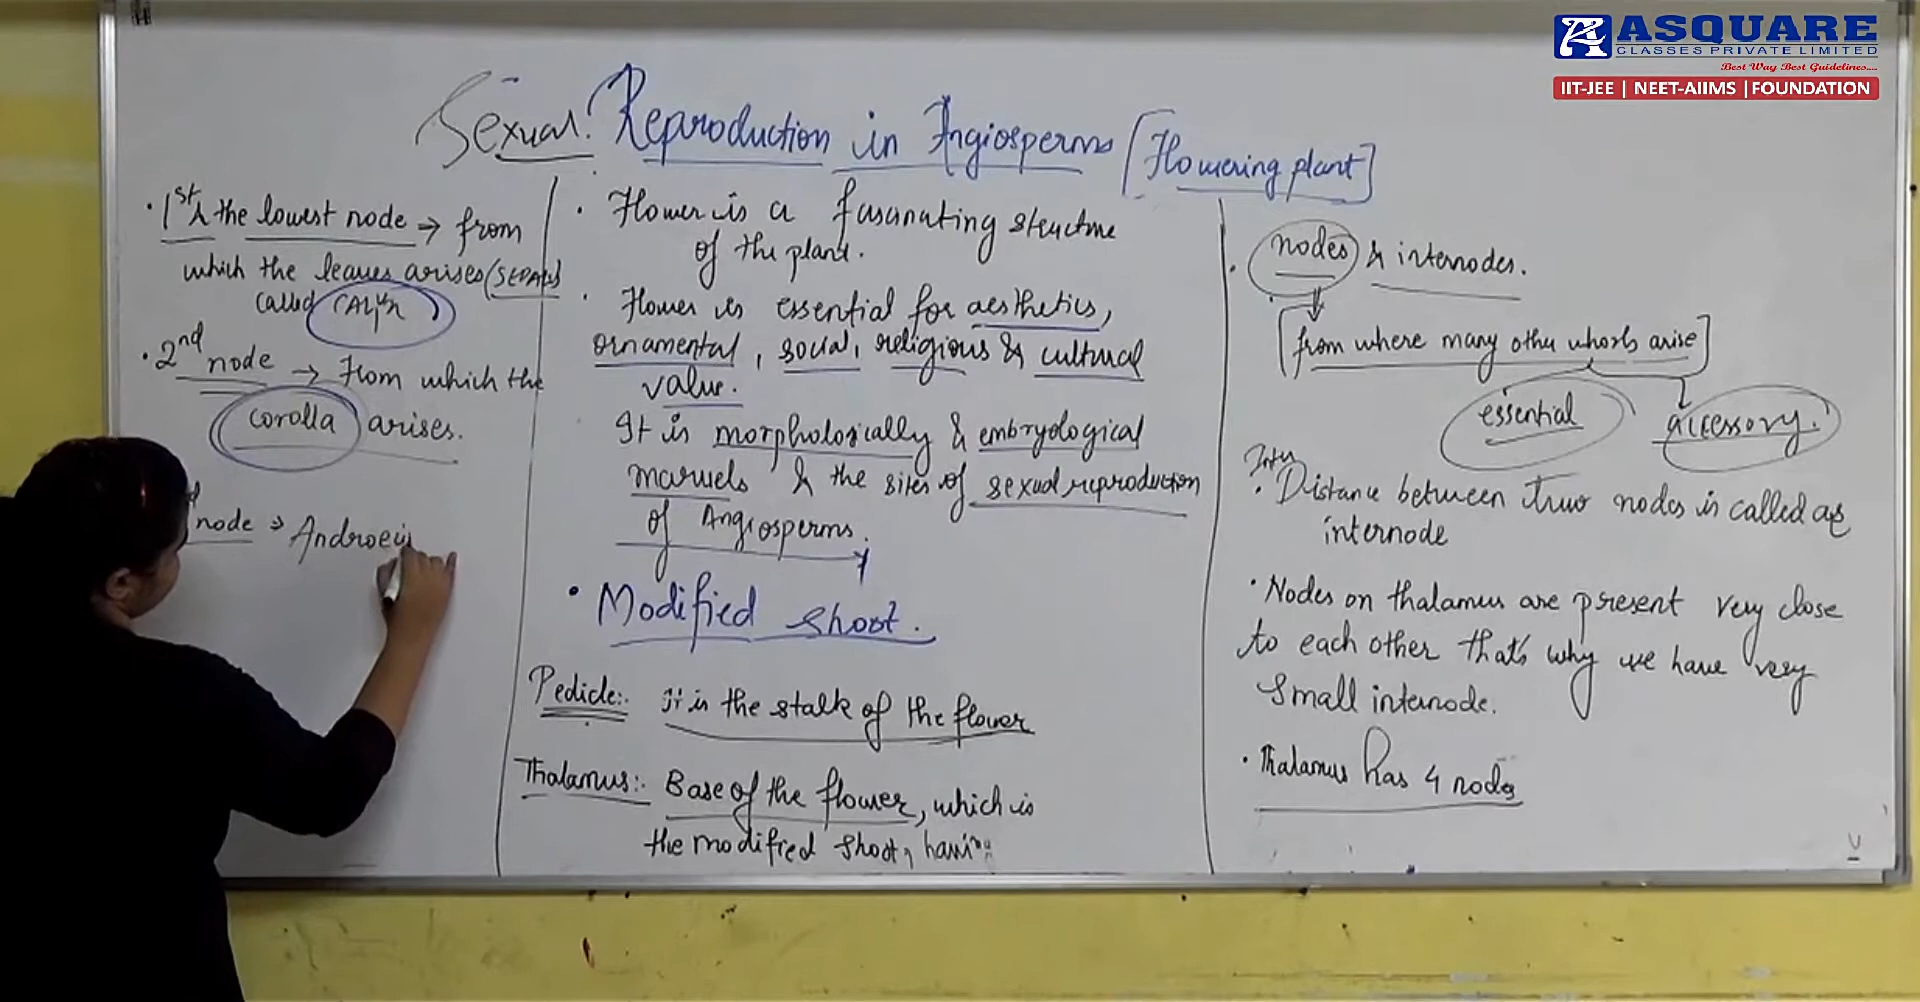 ASQUARE
CLASSES PRIVATE LIMITED
Best Way Best Guidelines....
IIT-JEE | NEET-AIIMS | FOUNDATION
Sexual Reproduction in Angiosperms [Flowering plant]
• 1st the lowest node → from
which the leaves arises (SEPALS)
called CALYX
• 2nd node → From which the
corolla arises.
node ⇒ Androeci
• Flower is a fasanating structure
of the plant.
• Flower is essential for aesthetics,
ornamental, social, religious & cultural
value.
It is morphologically & embryological
marvels & the sites of sexual reproduction
of Angiosperms.
• Modified shoot.
Pedicle:- It is the stalk of the flower
Thalamus:- Base of the flower, which is
the modified shoot, having
• nodes & internodes.
[from where many other whorls arise]
essential accessory.
Inter
• Distance between two nodes is called as
internode
• Nodes on thalamus are present very close
to each other that's why we have very
small internode.
• Thalamus has 4 nodes